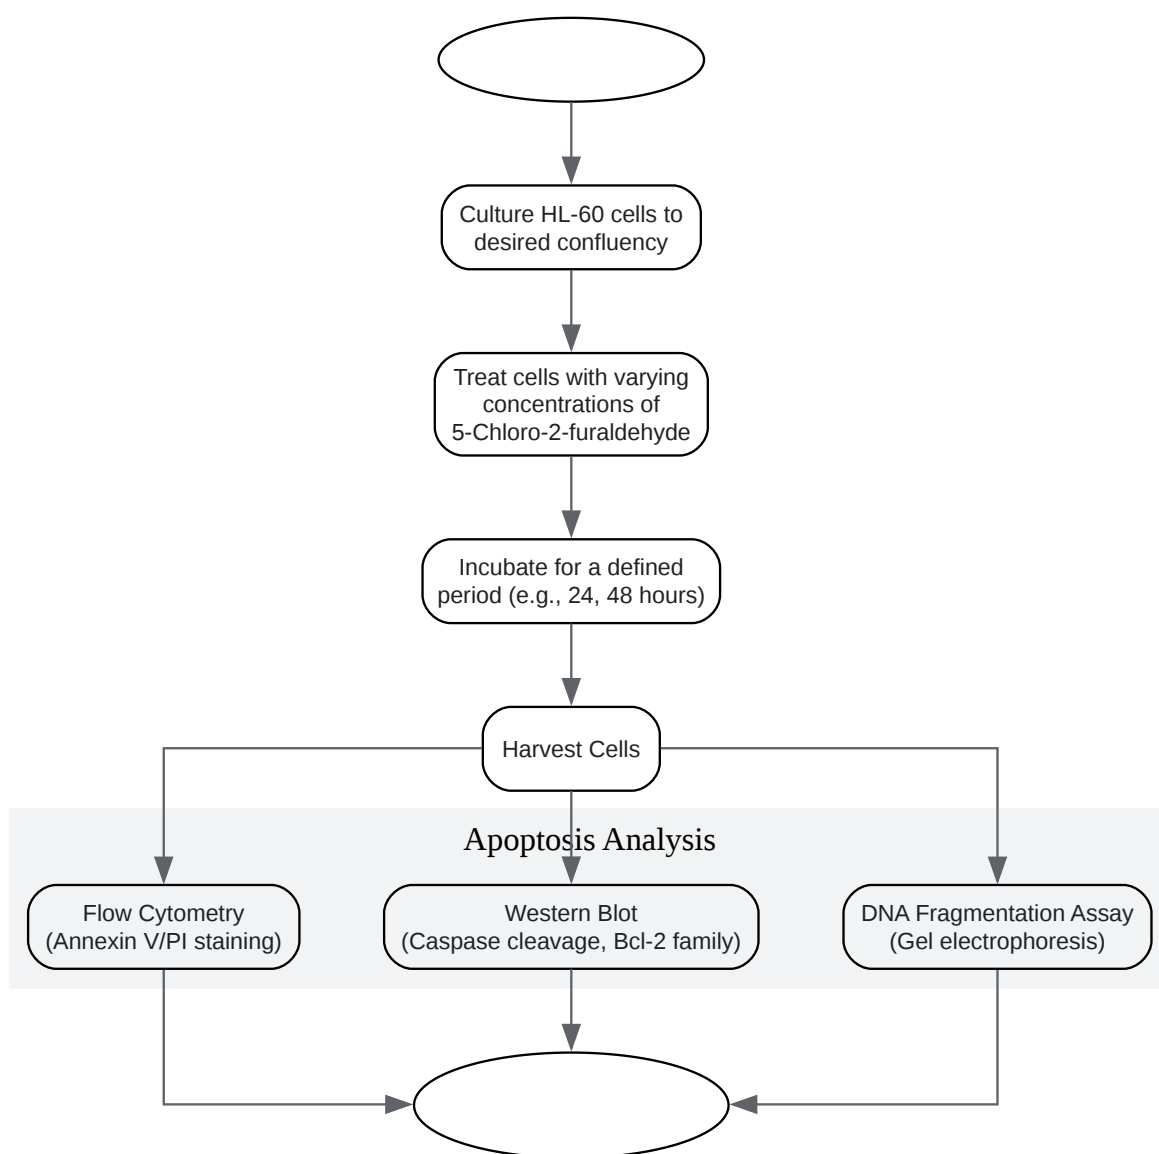 Culture HL-60 cells to
desired confluency
Treat cells with varying
concentrations of
5-Chloro-2-furaldehyde
Incubate for a defined
period (e.g., 24, 48 hours)
Harvest Cells
Apoptosis Analysis
Flow Cytometry
(Annexin V/PI staining)
Western Blot
(Caspase cleavage, Bcl-2 family)
DNA Fragmentation Assay
(Gel electrophoresis)